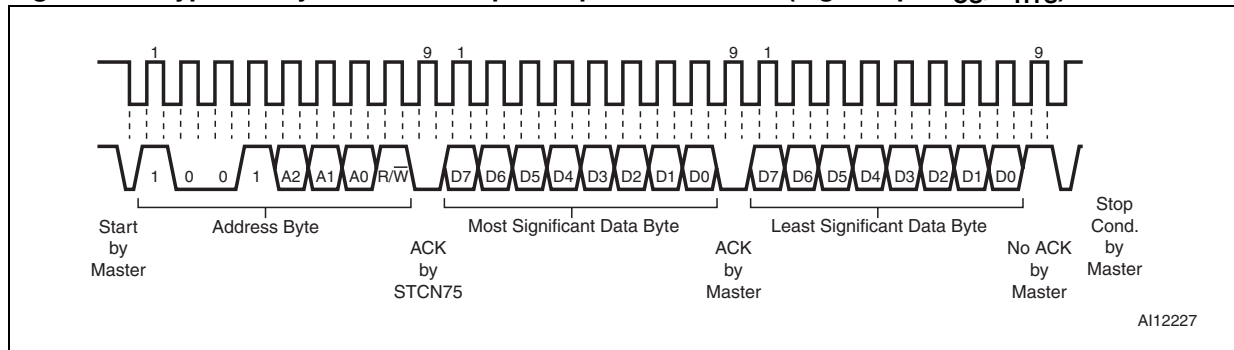 1 9 1 9 1 9
1 0 0 1 A2 A1 A0 R/W̅ D7 D6 D5 D4 D3 D2 D1 D0 D7 D6 D5 D4 D3 D2 D1 D0
Start
by
Master
Address Byte
ACK
by
STCN75
Most Significant Data Byte
ACK
by
Master
Least Significant Data Byte
No ACK
by
Master
Stop
Cond.
by
Master
AI12227